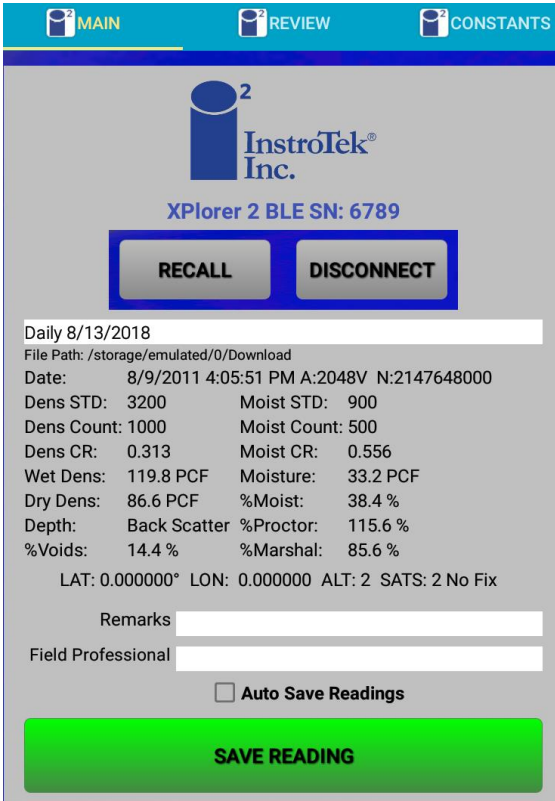 i2 MAIN i2 REVIEW i2 CONSTANTS
i2
InstroTek®
Inc.
XPlorer 2 BLE SN: 6789
RECALL DISCONNECT
Daily 8/13/2018
File Path: /storage/emulated/0/Download
Date: 8/9/2011 4:05:51 PM A:2048V N:2147648000
Dens STD: 3200 Moist STD: 900
Dens Count: 1000 Moist Count: 500
Dens CR: 0.313 Moist CR: 0.556
Wet Dens: 119.8 PCF Moisture: 33.2 PCF
Dry Dens: 86.6 PCF %Moist: 38.4 %
Depth: Back Scatter %Proctor: 115.6 %
%Voids: 14.4 % %Marshal: 85.6 %
LAT: 0.000000° LON: 0.000000 ALT: 2 SATS: 2 No Fix
Remarks
Field Professional
Auto Save Readings
SAVE READING